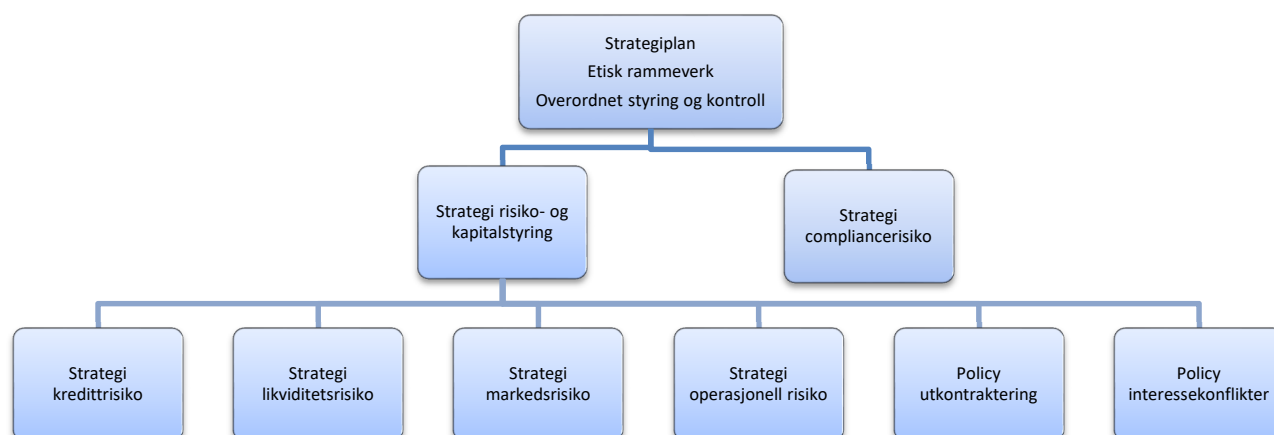 Strategiplan
Etisk rammeverk
Overordnet styring og kontroll
Strategi risiko- og
kapitalstyring
Strategi
compliancerisiko
Strategi
kredittrisiko
Strategi
likviditetsrisiko
Strategi
markedsrisiko
Strategi
operasjonell risiko
Policy
utkontraktering
Policy
interessekonflikter